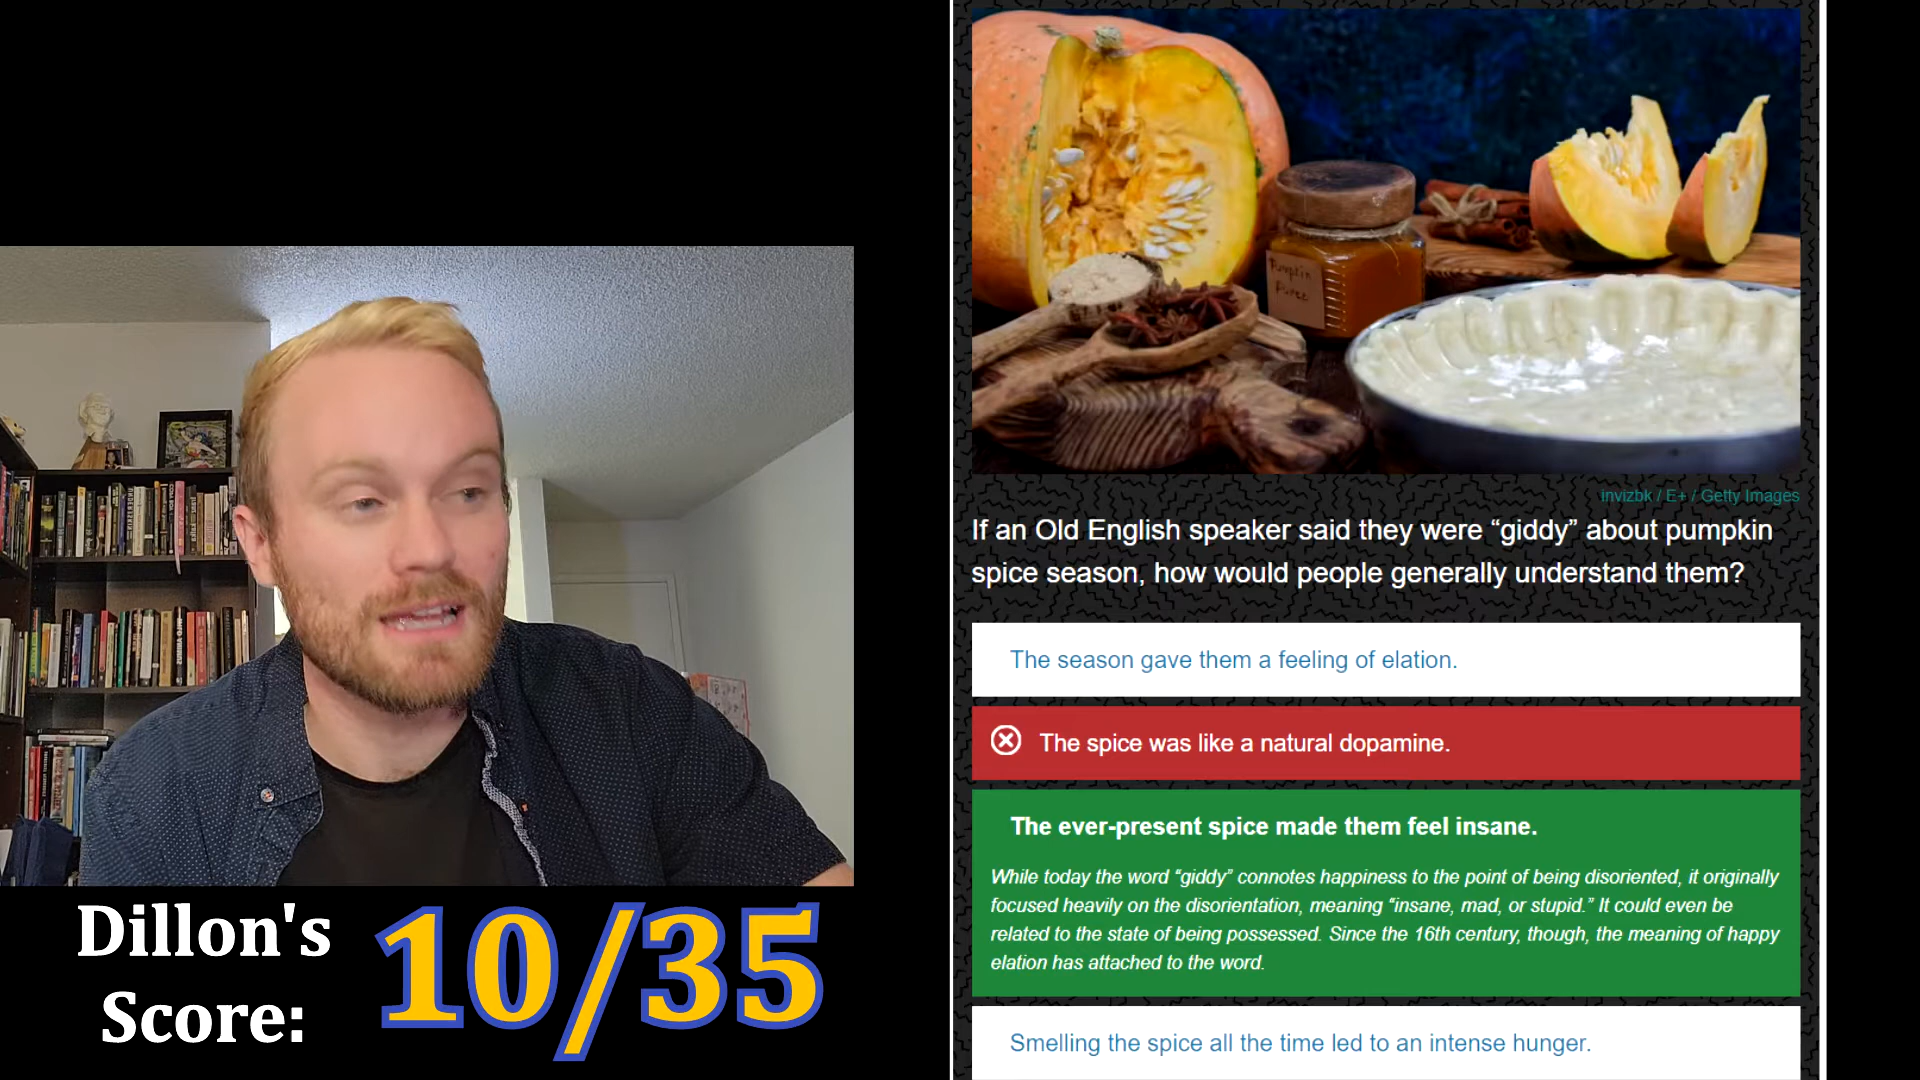 Pumpkin
Puree
invizbk / E+ / Getty Images
If an Old English speaker said they were “giddy” about pumpkin
spice season, how would people generally understand them?
The season gave them a feeling of elation.
The spice was like a natural dopamine.
The ever-present spice made them feel insane.
While today the word “giddy” connotes happiness to the point of being disoriented, it originally
focused heavily on the disorientation, meaning “insane, mad, or stupid.” It could even be
related to the state of being possessed. Since the 16th century, though, the meaning of happy
elation has attached to the word.
Smelling the spice all the time led to an intense hunger.
Dillon's
Score:
10/35